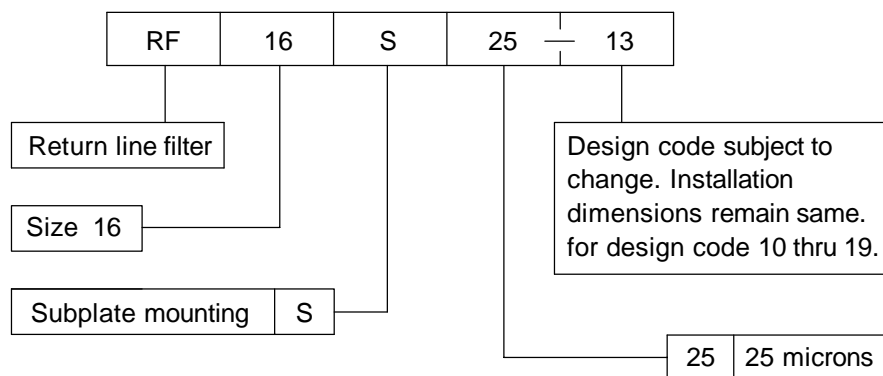 RF 16 S 25 — 13
Return line filter
Size 16
Subplate mounting S
Design code subject to
change. Installation
dimensions remain same.
for design code 10 thru 19.
25 25 microns